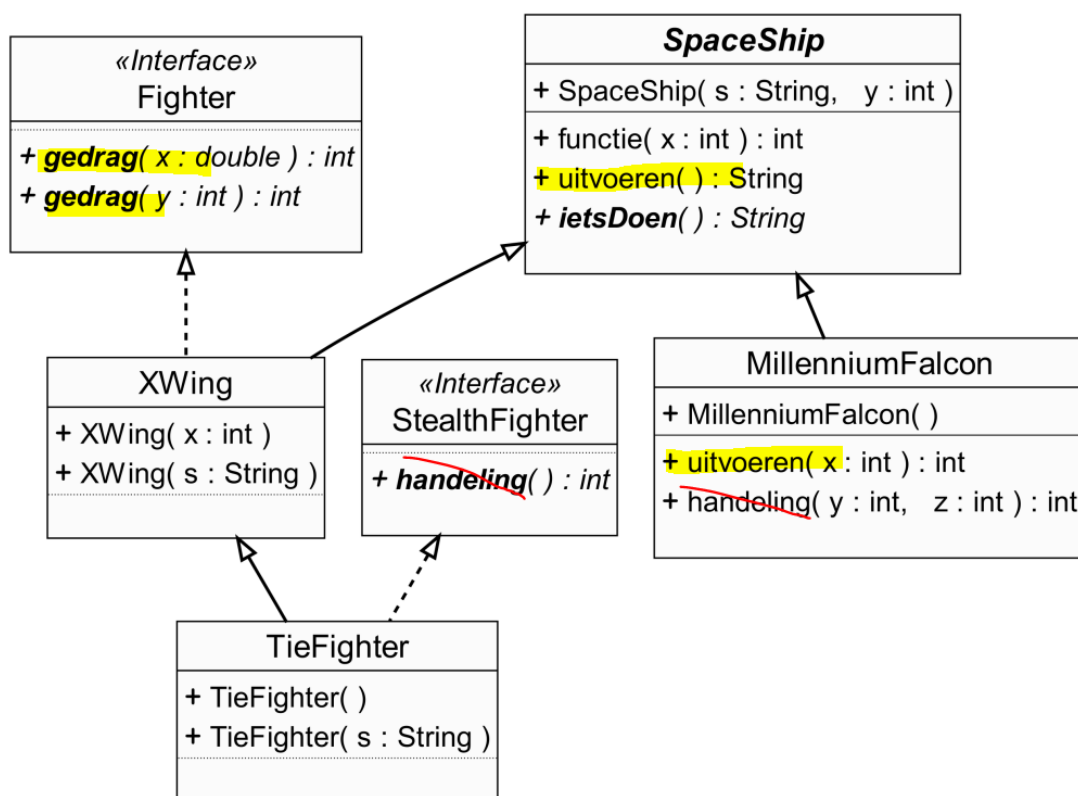 «Interface»
Fighter
+ gedrag( x : double ) : int
+ gedrag( y : int ) : int
SpaceShip
+ SpaceShip( s : String, y : int )
+ functie( x : int ) : int
+ uitvoeren( ) : String
+ ietsDoen( ) : String
XWing
+ XWing( x : int )
+ XWing( s : String )
«Interface»
StealthFighter
+ handeling( ) : int
MillenniumFalcon
+ MillenniumFalcon( )
+ uitvoeren( x : int ) : int
+ handeling( y : int, z : int ) : int
TieFighter
+ TieFighter( )
+ TieFighter( s : String )